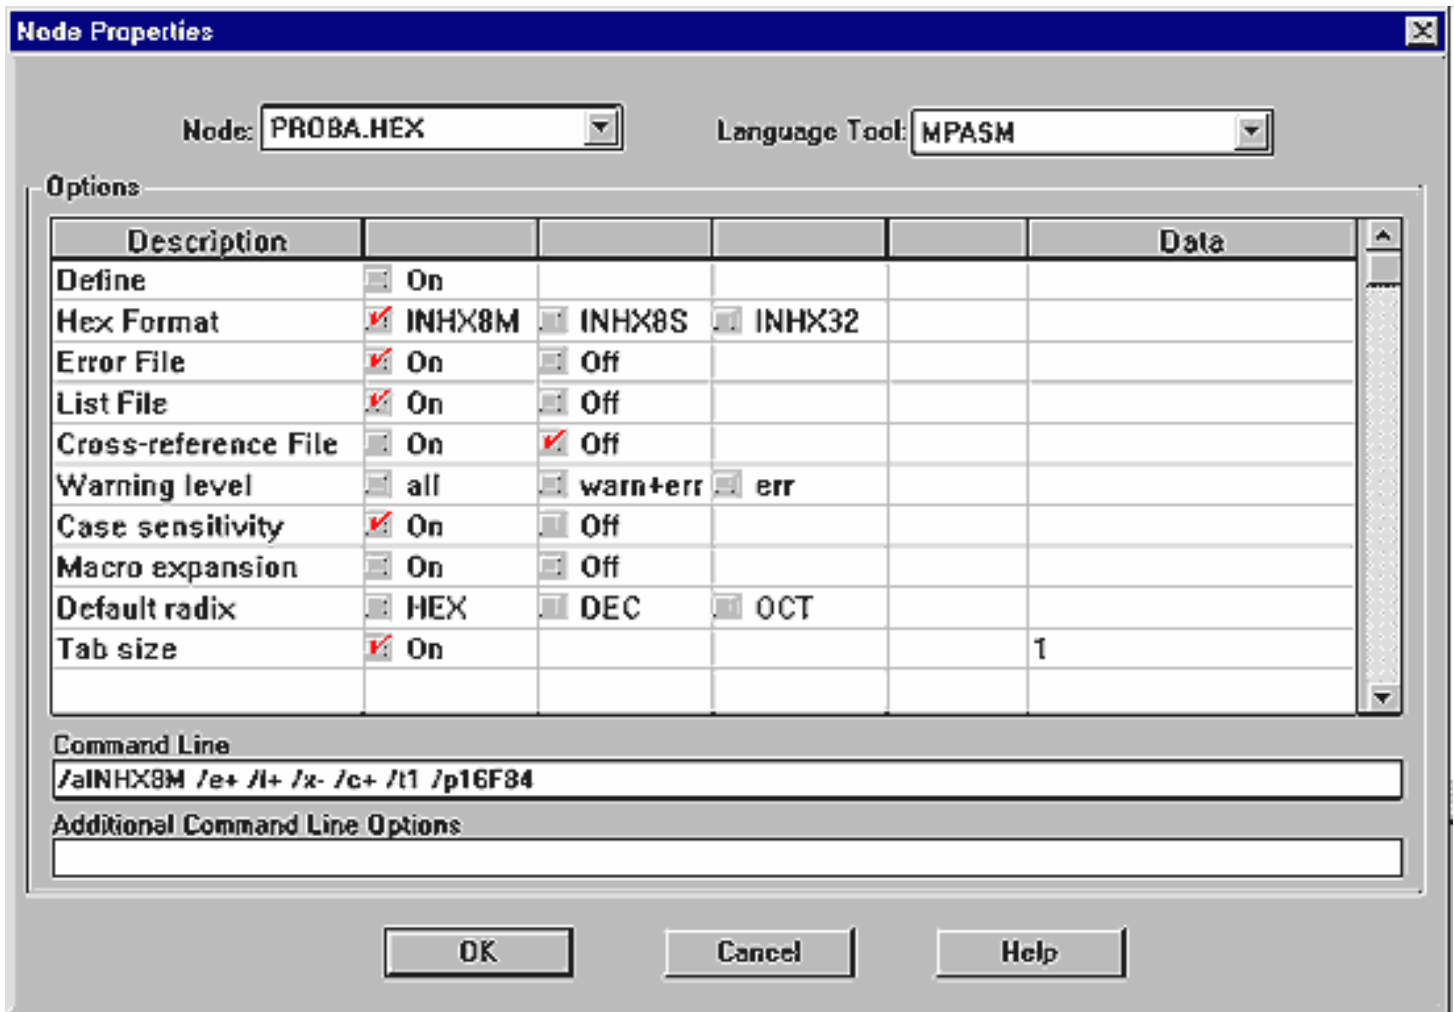 Node Properties
Node: PROBA.HEX Language Tool: MPASM
Options
Description Data
Define On
Hex Format INHX8M INHX8S INHX32
Error File On Off
List File On Off
Cross-reference File On Off
Warning level all warn+err err
Case sensitivity On Off
Macro expansion On Off
Default radix HEX DEC OCT
Tab size On 1
Command Line
/aINHX8M /e+ /l+ /x- /c+ /t1 /p16F84
Additional Command Line Options
OK Cancel Help